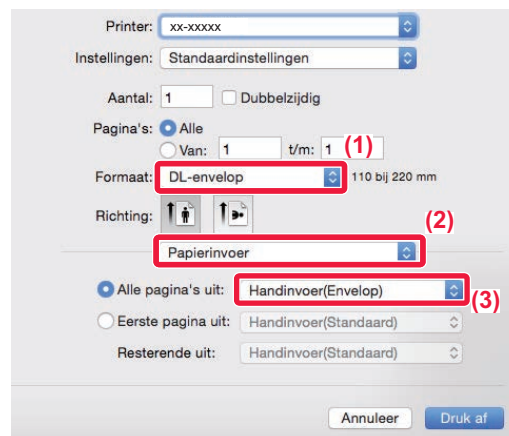 Printer: xx-xxxxx
Instellingen: Standaardinstellingen
Aantal: 1 Dubbelzijdig
Pagina's: Alle
Van: 1 t/m: 1 (1)
Formaat: DL-envelop 110 bij 220 mm
Richting:
(2)
Papierinvoer
Alle pagina's uit: Handinvoer(Envelop)
(3)
Eerste pagina uit: Handinvoer(Standaard)
Resterende uit: Handinvoer(Standaard)
Annuleer Druk af